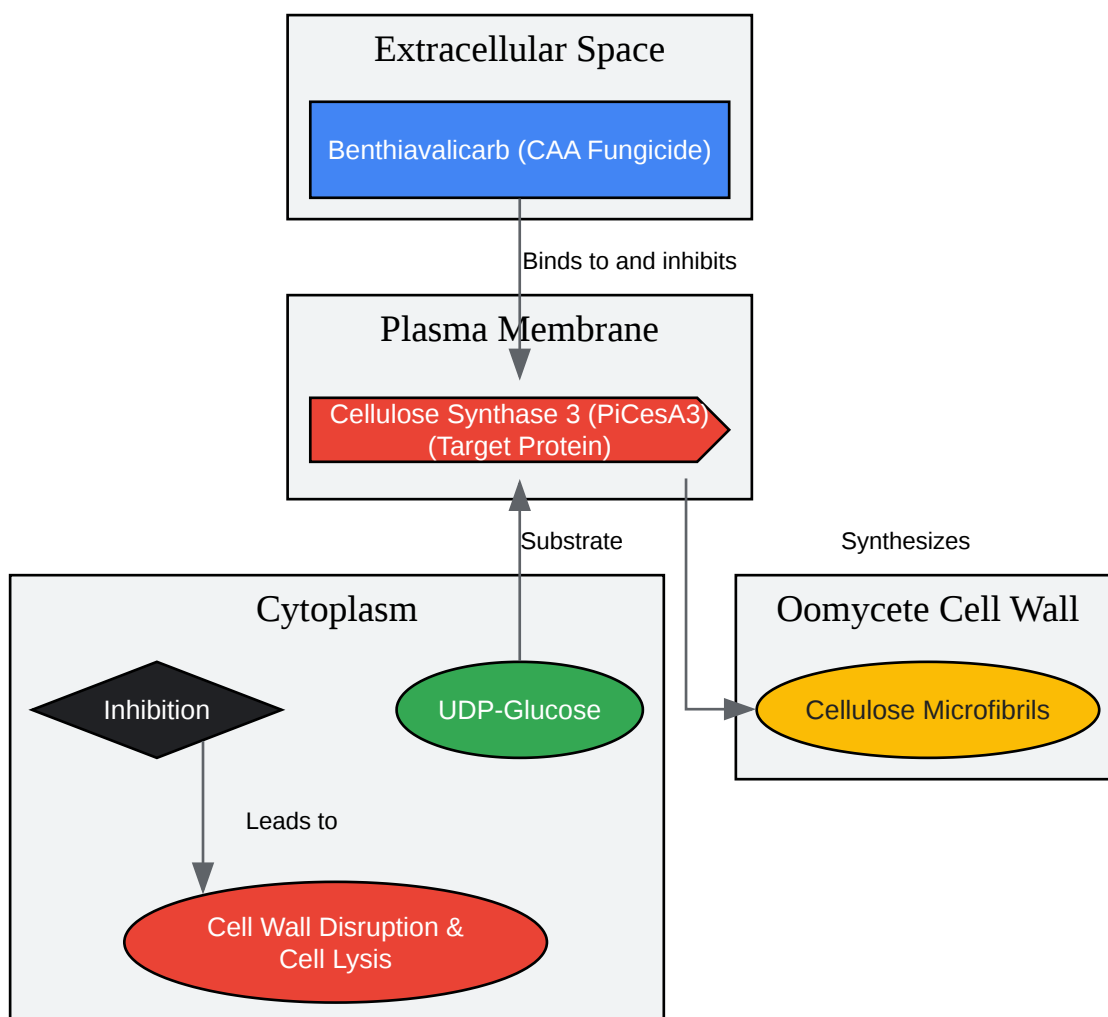 Extracellular Space
Benthiavalicarb (CAA Fungicide)
Binds to and inhibits
Plasma Membrane
Cellulose Synthase 3 (PiCesA3)
(Target Protein)
Substrate
Synthesizes
Cytoplasm
Oomycete Cell Wall
Inhibition
UDP-Glucose
Cellulose Microfibrils
Leads to
Cell Wall Disruption &
Cell Lysis